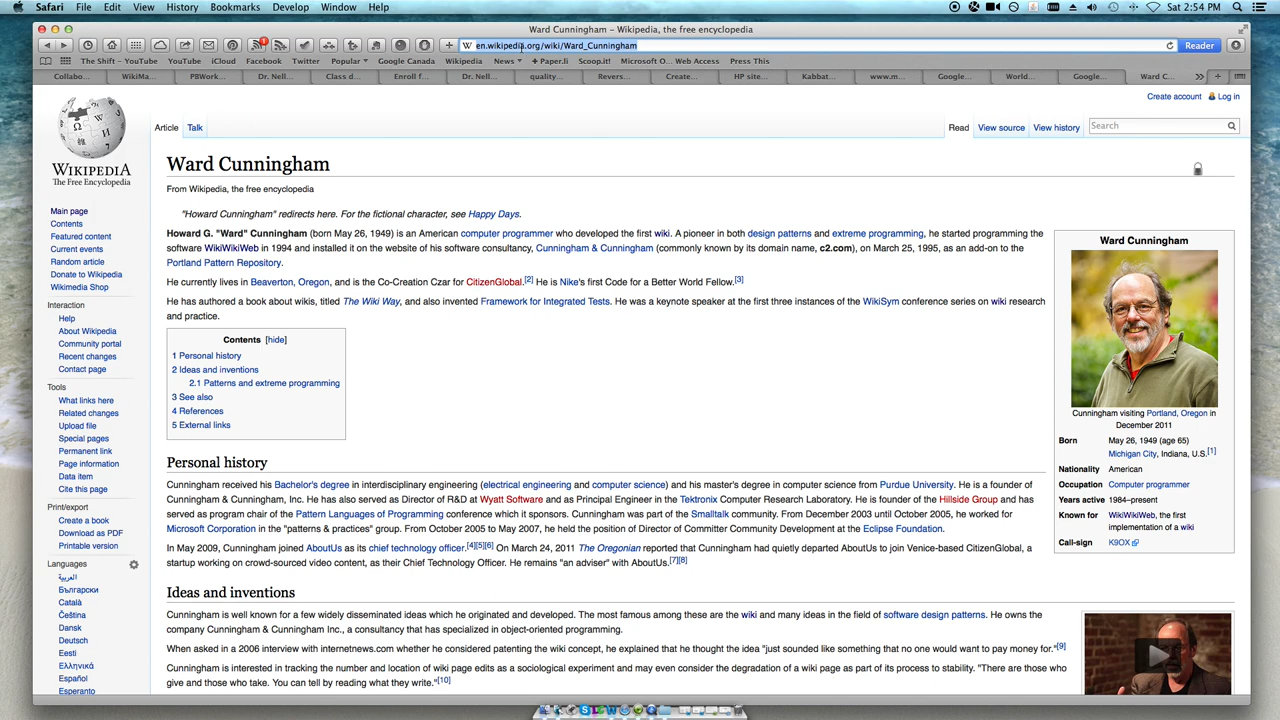 Safari File Edit View History Bookmarks Develop Window Help Sat 2:54 PM
Ward Cunningham – Wikipedia, the free encyclopedia
W en.wikipedia.org/wiki/Ward_Cunningham Reader
The Shift – YouTube YouTube iCloud Facebook Twitter Popular Google Canada Wikipedia News + Paper.li Scoop.it! Microsoft O... Web Access Press This
Collabo... WikiMa... PBWork... Dr. Nell... Class d... Enroll f... Dr. Nell... quality... Revers... Create... HP site... Kabbat... www.m... Google... World... Google... Ward C...
Create account Log in
Article Talk Read View source View history Search
WIKIPEDIA
The Free Encyclopedia
Main page
Contents
Featured content
Current events
Random article
Donate to Wikipedia
Wikimedia Shop
Interaction
Help
About Wikipedia
Community portal
Recent changes
Contact page
Tools
What links here
Related changes
Upload file
Special pages
Permanent link
Page information
Data item
Cite this page
Print/export
Create a book
Download as PDF
Printable version
Languages
العربية
Български
Català
Čeština
Dansk
Deutsch
Eesti
Ελληνικά
Español
Esperanto
Ward Cunningham
From Wikipedia, the free encyclopedia
"Howard Cunningham" redirects here. For the fictional character, see Happy Days.
Howard G. "Ward" Cunningham (born May 26, 1949) is an American computer programmer who developed the first wiki. A pioneer in both design patterns and extreme programming, he started programming the
software WikiWikiWeb in 1994 and installed it on the website of his software consultancy, Cunningham & Cunningham (commonly known by its domain name, c2.com), on March 25, 1995, as an add-on to the
Portland Pattern Repository.
He currently lives in Beaverton, Oregon, and is the Co-Creation Czar for CitizenGlobal.[2] He is Nike's first Code for a Better World Fellow.[3]
He has authored a book about wikis, titled The Wiki Way, and also invented Framework for Integrated Tests. He was a keynote speaker at the first three instances of the WikiSym conference series on wiki research
and practice.
Contents [hide]
1 Personal history
2 Ideas and inventions
2.1 Patterns and extreme programming
3 See also
4 References
5 External links
Personal history
Cunningham received his Bachelor's degree in interdisciplinary engineering (electrical engineering and computer science) and his master's degree in computer science from Purdue University. He is a founder of
Cunningham & Cunningham, Inc. He has also served as Director of R&D at Wyatt Software and as Principal Engineer in the Tektronix Computer Research Laboratory. He is founder of the Hillside Group and has
served as program chair of the Pattern Languages of Programming conference which it sponsors. Cunningham was part of the Smalltalk community. From December 2003 until October 2005, he worked for
Microsoft Corporation in the "patterns & practices" group. From October 2005 to May 2007, he held the position of Director of Committer Community Development at the Eclipse Foundation.
In May 2009, Cunningham joined AboutUs as its chief technology officer.[4][5][6] On March 24, 2011 The Oregonian reported that Cunningham had quietly departed AboutUs to join Venice-based CitizenGlobal, a
startup working on crowd-sourced video content, as their Chief Technology Officer. He remains "an adviser" with AboutUs.[7][8]
Ideas and inventions
Cunningham is well known for a few widely disseminated ideas which he originated and developed. The most famous among these are the wiki and many ideas in the field of software design patterns. He owns the
company Cunningham & Cunningham Inc., a consultancy that has specialized in object-oriented programming.
When asked in a 2006 interview with internetnews.com whether he considered patenting the wiki concept, he explained that he thought the idea "just sounded like something that no one would want to pay money for."[9]
Cunningham is interested in tracking the number and location of wiki page edits as a sociological experiment and may even consider the degradation of a wiki page as part of its process to stability. "There are those who
give and those who take. You can tell by reading what they write."[10]
Ward Cunningham
Cunningham visiting Portland, Oregon in
December 2011
Born May 26, 1949 (age 65)
Michigan City, Indiana, U.S.[1]
Nationality American
Occupation Computer programmer
Years active 1984–present
Known for WikiWikiWeb, the first
implementation of a wiki
Call-sign K9OX